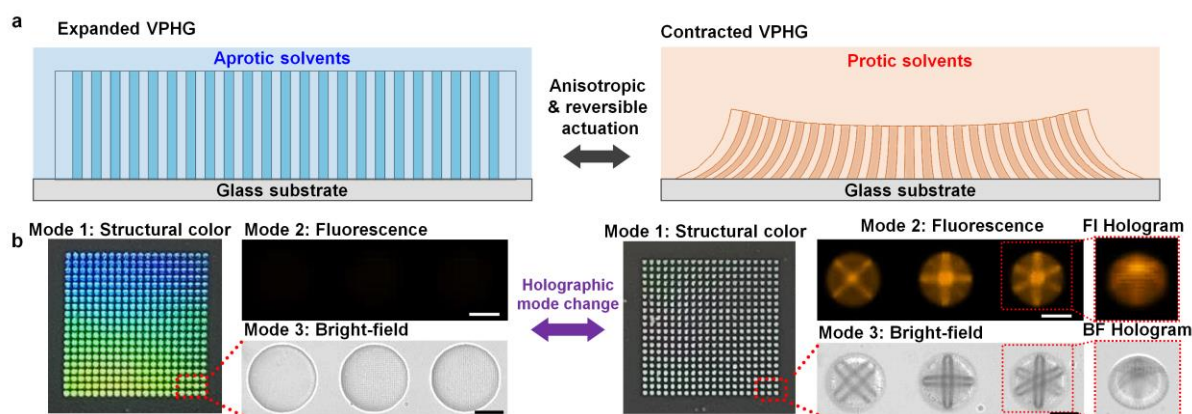 a
Expanded VPHG
Contracted VPHG
Aprotic solvents
Protic solvents
Anisotropic
& reversible
actuation
Glass substrate
Glass substrate
b
Mode 1: Structural color
Mode 2: Fluorescence
Mode 3: Bright-field
Holographic
mode change
Mode 1: Structural color
Mode 2: Fluorescence
FI Hologram
Mode 3: Bright-field
BF Hologram